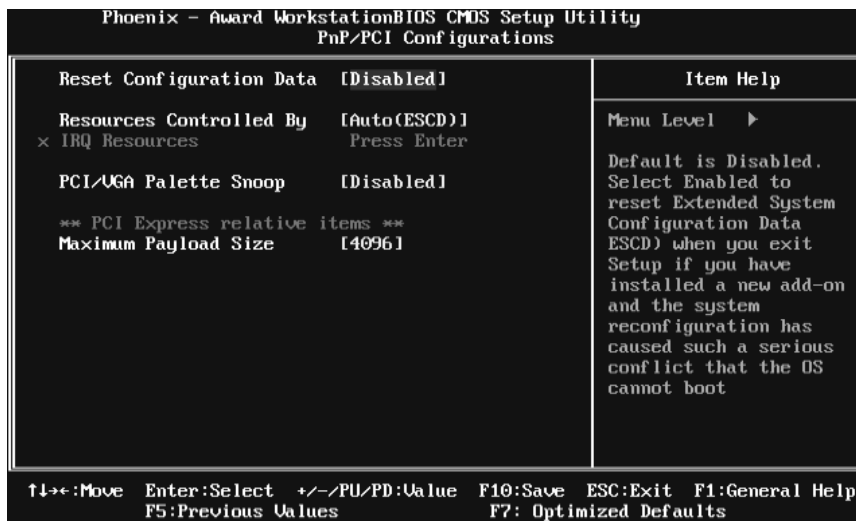 Phoenix - Award WorkstationBIOS CMOS Setup Utility
PnP/PCI Configurations
Reset Configuration Data [Disabled]
Resources Controlled By [Auto(ESCD)]
x IRQ Resources Press Enter
PCI/VGA Palette Snoop [Disabled]
** PCI Express relative items **
Maximum Payload Size [4096]
Item Help
Menu Level ▶
Default is Disabled.
Select Enabled to
reset Extended System
Configuration Data
ESCD) when you exit
Setup if you have
installed a new add-on
and the system
reconfiguration has
caused such a serious
conflict that the OS
cannot boot
↑↓→←:Move Enter:Select +/-/PU/PD:Value F10:Save ESC:Exit F1:General Help
F5:Previous Values F7: Optimized Defaults